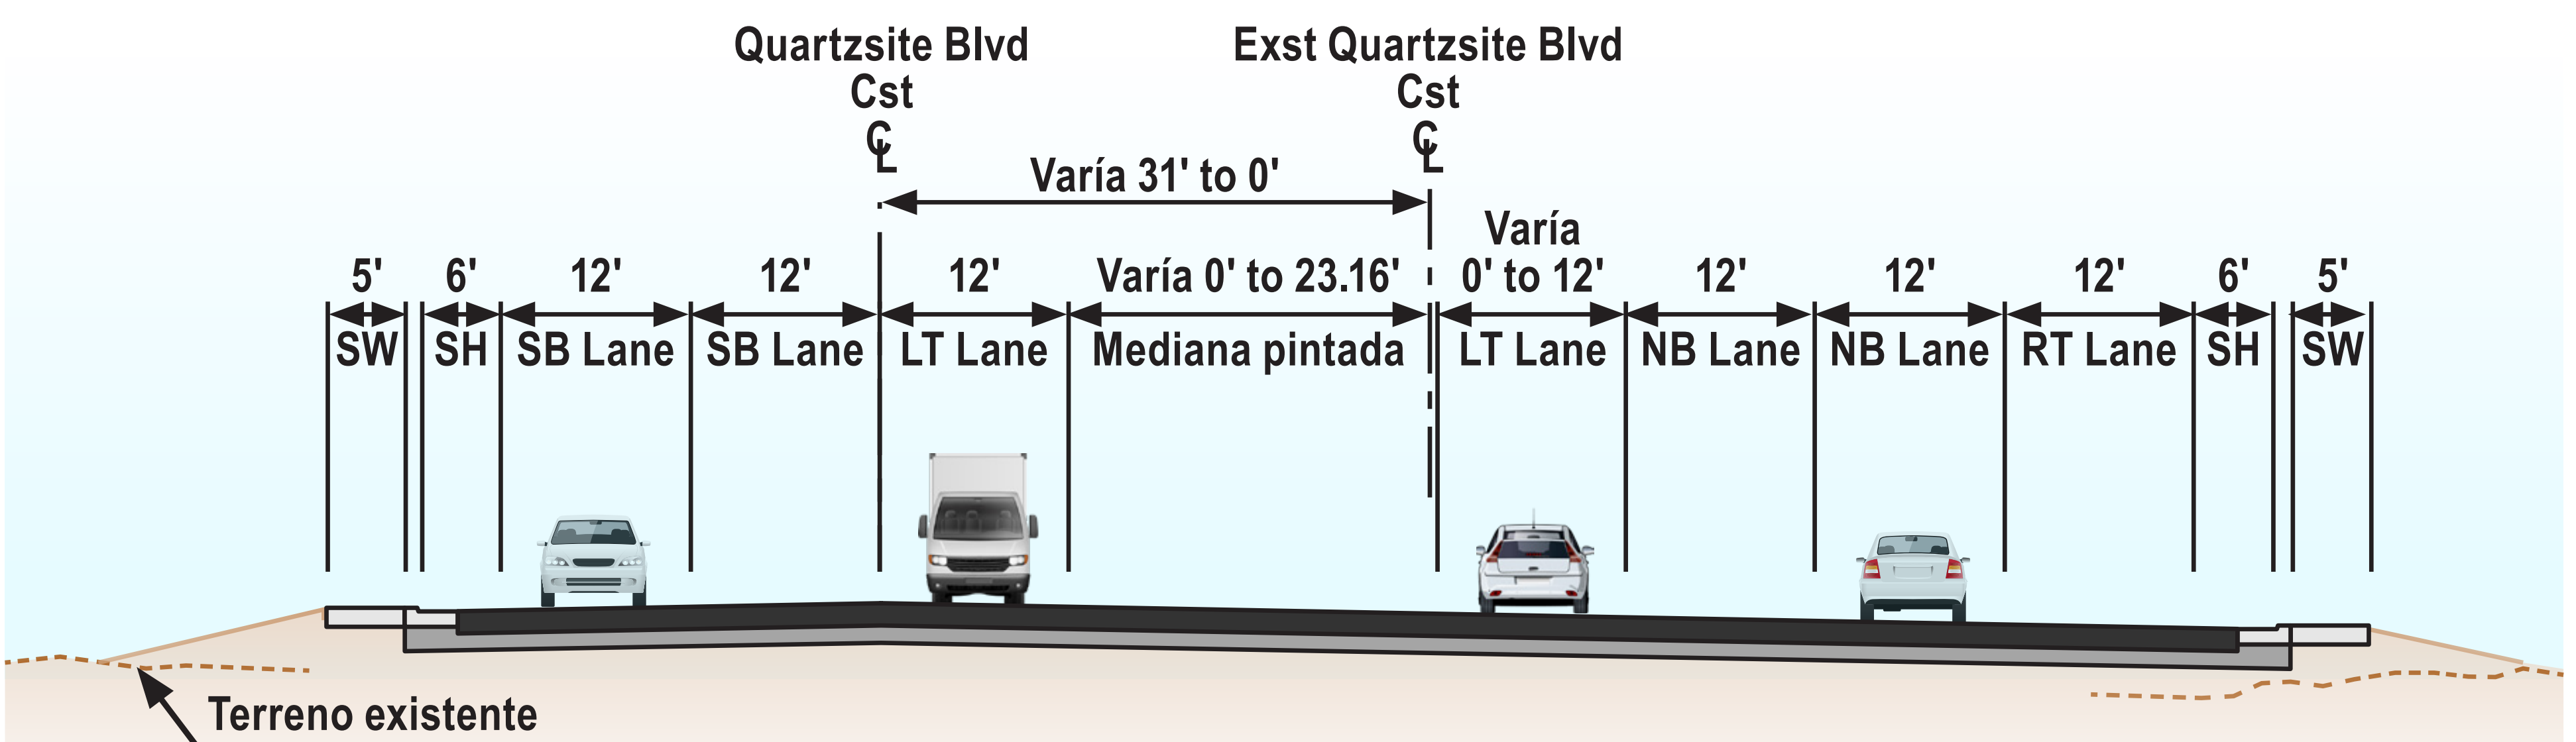 Quartzsite Blvd
Cst
℄
Exst Quartzsite Blvd
Cst
℄
Varía 31' to 0'
5' 6' 12' 12' 12' Varía 0' to 23.16' Varía
0' to 12' 12' 12' 12' 6' 5'
SW SH SB Lane SB Lane LT Lane Mediana pintada LT Lane NB Lane NB Lane RT Lane SH SW
Terreno existente